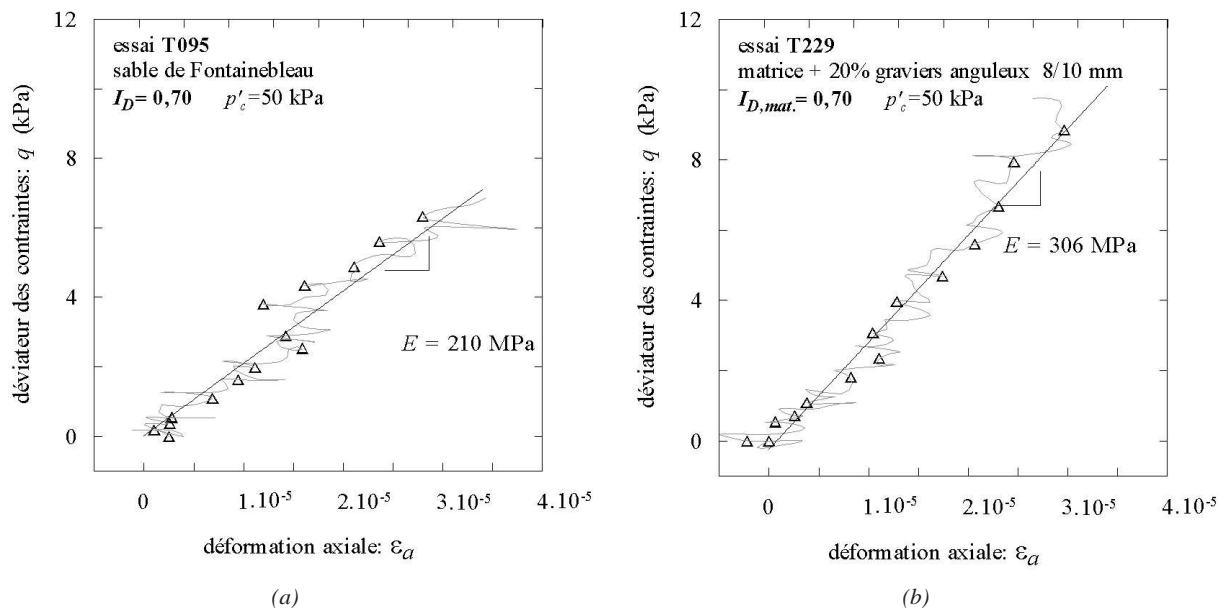 12
8
4
0
déviateur des contraintes: q (kPa)
essai T095
sable de Fontainebleau
I_D= 0,70 p'_c=50 kPa
E = 210 MPa
0 1.10⁻⁵ 2.10⁻⁵ 3.10⁻⁵ 4.10⁻⁵
déformation axiale: ε_a
(a)
12
8
4
0
déviateur des contraintes: q (kPa)
essai T229
matrice + 20% graviers anguleux 8/10 mm
I_D,mat.= 0,70 p'_c=50 kPa
E = 306 MPa
0 1.10⁻⁵ 2.10⁻⁵ 3.10⁻⁵ 4.10⁻⁵
déformation axiale: ε_a
(b)